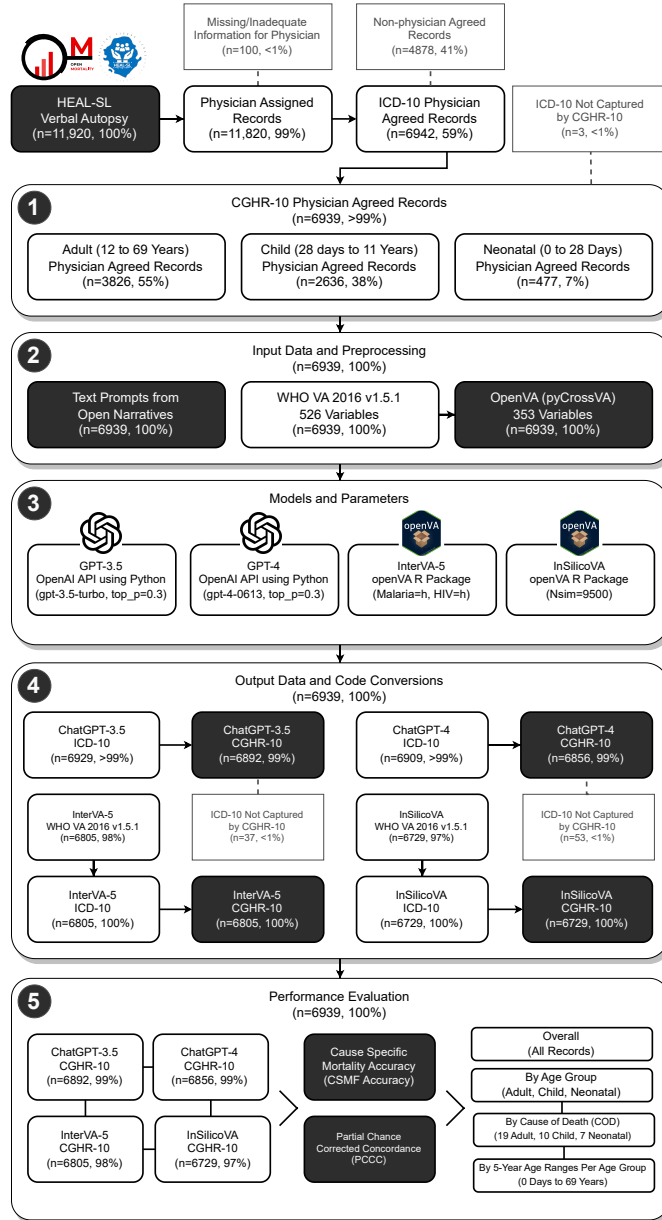 OM
OPEN
MORTALITY
HEAL-SL
Missing/Inadequate
Information for Physician
(n=100, <1%)
Non-physician Agreed
Records
(n=4878, 41%)
HEAL-SL
Verbal Autopsy
(n=11,920, 100%)
Physician Assigned
Records
(n=11,820, 99%)
ICD-10 Physician
Agreed Records
(n=6942, 59%)
ICD-10 Not Captured
by CGHR-10
(n=3, <1%)
1
CGHR-10 Physician Agreed Records
(n=6939, >99%)
Adult (12 to 69 Years)
Physician Agreed Records
(n=3826, 55%)
Child (28 days to 11 Years)
Physician Agreed Records
(n=2636, 38%)
Neonatal (0 to 28 Days)
Physician Agreed Records
(n=477, 7%)
2
Input Data and Preprocessing
(n=6939, 100%)
Text Prompts from
Open Narratives
(n=6939, 100%)
WHO VA 2016 v1.5.1
526 Variables
(n=6939, 100%)
OpenVA (pyCrossVA)
353 Variables
(n=6939, 100%)
3
Models and Parameters
GPT-3.5
OpenAI API using Python
(gpt-3.5-turbo, top_p=0.3)
GPT-4
OpenAI API using Python
(gpt-4-0613, top_p=0.3)
openVA
InterVA-5
openVA R Package
(Malaria=h, HIV=h)
openVA
InSilicoVA
openVA R Package
(Nsim=9500)
4
Output Data and Code Conversions
(n=6939, 100%)
ChatGPT-3.5
ICD-10
(n=6929, >99%)
ChatGPT-3.5
CGHR-10
(n=6892, 99%)
ChatGPT-4
ICD-10
(n=6909, >99%)
ChatGPT-4
CGHR-10
(n=6856, 99%)
InterVA-5
WHO VA 2016 v1.5.1
(n=6805, 98%)
ICD-10 Not Captured
by CGHR-10
(n=37, <1%)
InSilicoVA
WHO VA 2016 v1.5.1
(n=6729, 97%)
ICD-10 Not Captured
by CGHR-10
(n=53, <1%)
InterVA-5
ICD-10
(n=6805, 100%)
InterVA-5
CGHR-10
(n=6805, 100%)
InSilicoVA
ICD-10
(n=6729, 100%)
InSilicoVA
CGHR-10
(n=6729, 100%)
5
Performance Evaluation
(n=6939, 100%)
ChatGPT-3.5
CGHR-10
(n=6892, 99%)
ChatGPT-4
CGHR-10
(n=6856, 99%)
InterVA-5
CGHR-10
(n=6805, 98%)
InSilicoVA
CGHR-10
(n=6729, 97%)
Cause Specific
Mortality Accuracy
(CSMF Accuracy)
Partial Chance
Corrected Concordance
(PCCC)
Overall
(All Records)
By Age Group
(Adult, Child, Neonatal)
By Cause of Death (COD)
(19 Adult, 10 Child, 7 Neonatal)
By 5-Year Age Ranges Per Age Group
(0 Days to 69 Years)